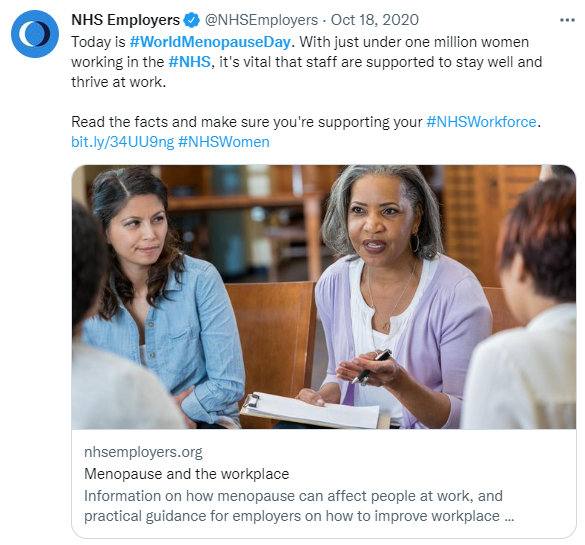 NHS Employers @NHSEmployers · Oct 18, 2020
Today is #WorldMenopauseDay. With just under one million women
working in the #NHS, it's vital that staff are supported to stay well and
thrive at work.
Read the facts and make sure you're supporting your #NHSWorkforce.
bit.ly/34UU9ng #NHSWomen
nhsemployers.org
Menopause and the workplace
Information on how menopause can affect people at work, and
practical guidance for employers on how to improve workplace ...